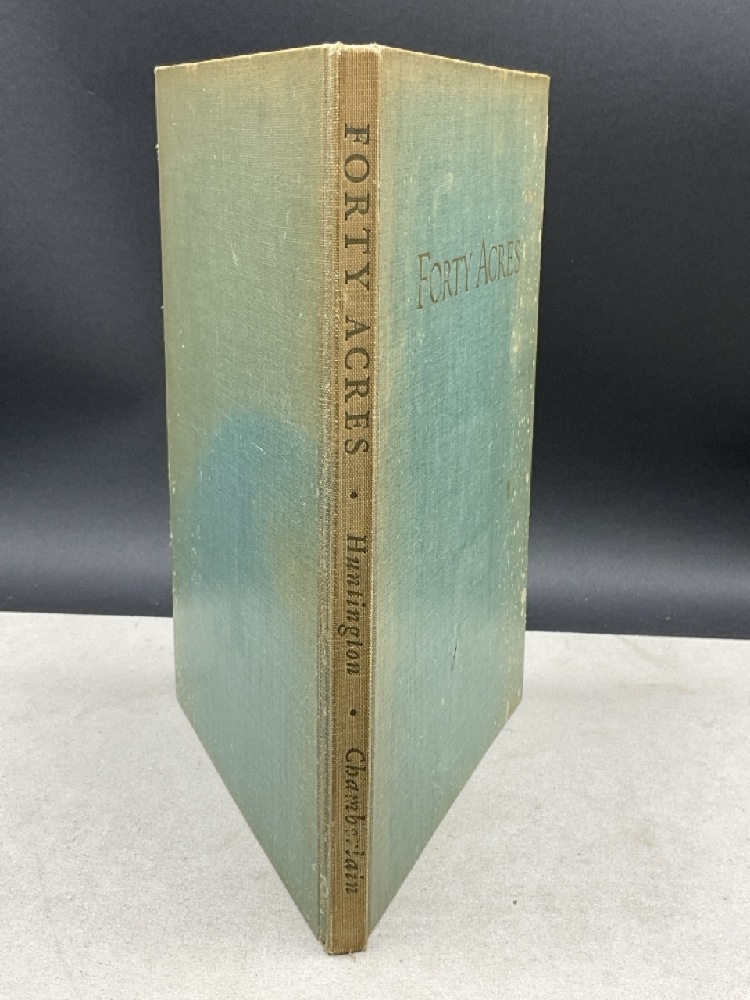 FORTY ACRES • Huntington • Chamberlain
FORTY ACRES